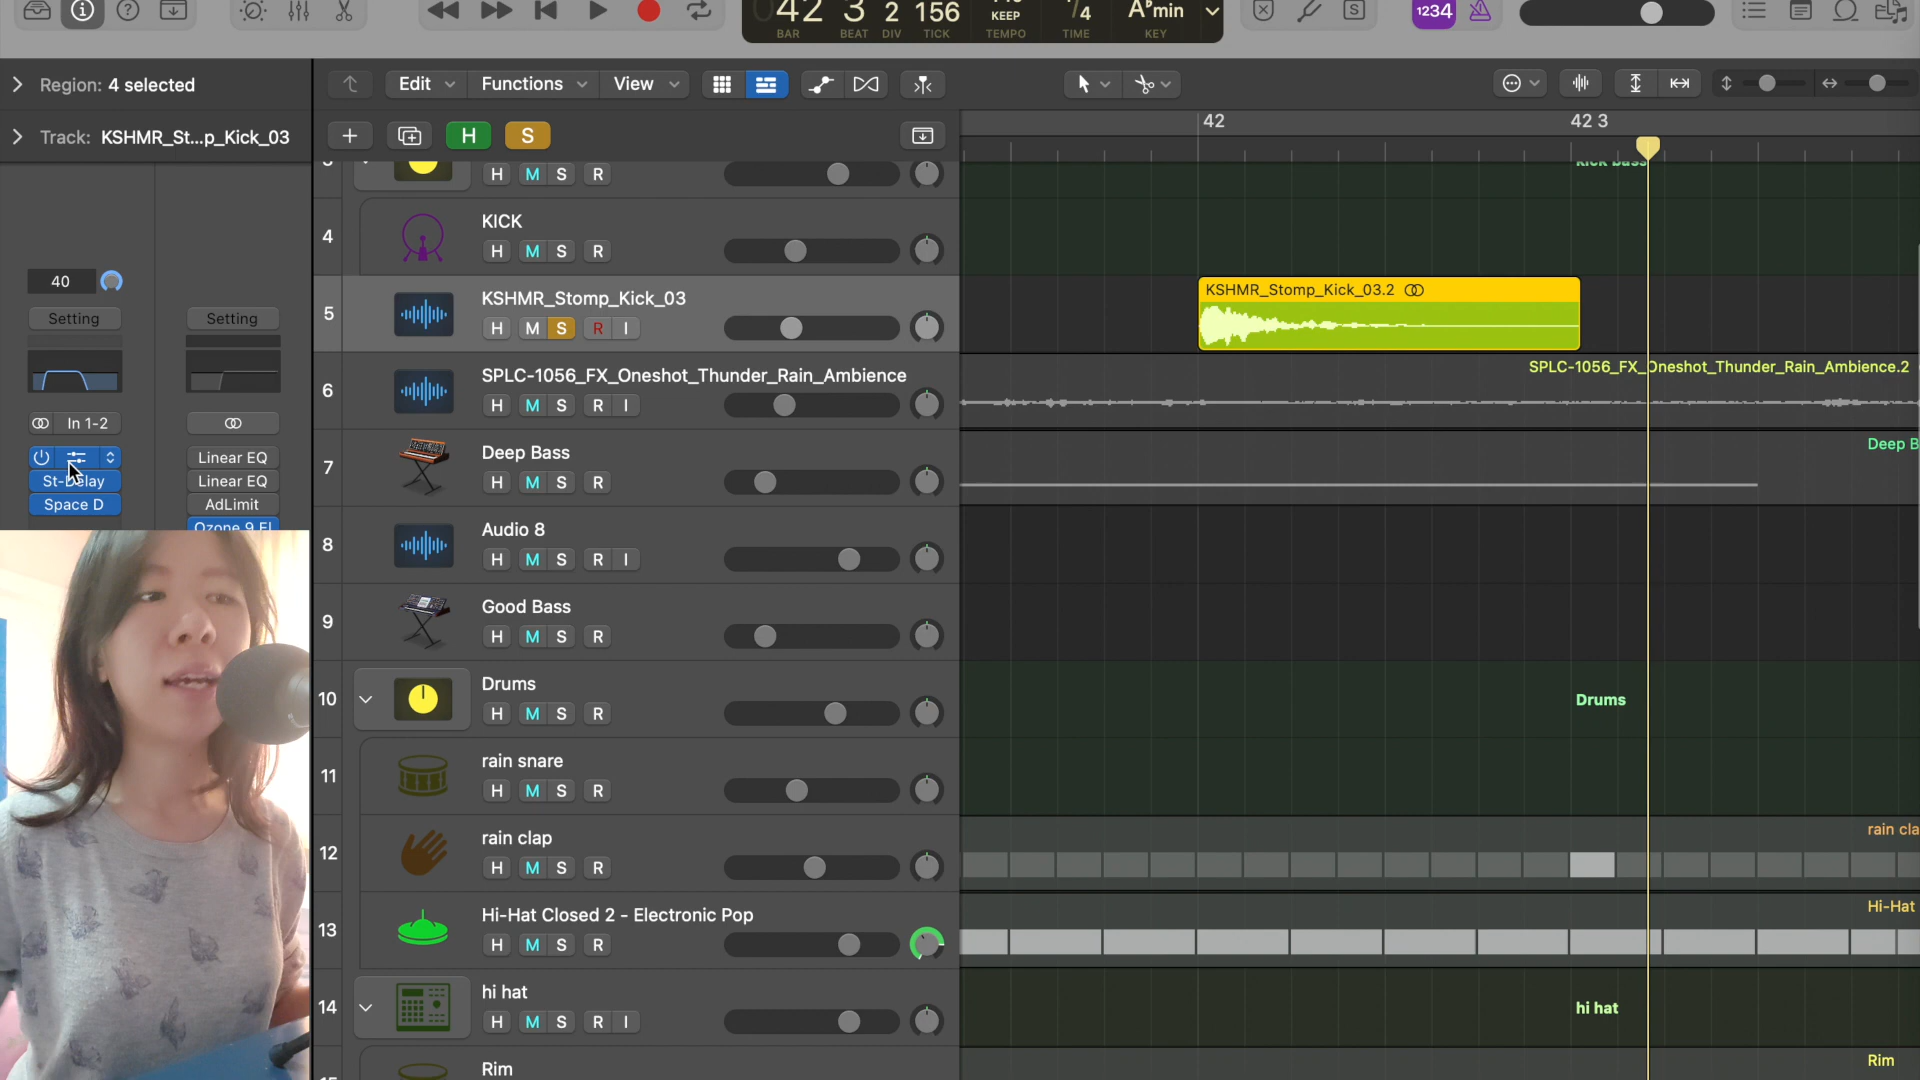 42 3 2 156
BAR BEAT DIV TICK
KEEP
TEMPO
/4
TIME
A♭min
KEY
S
1234
Region: 4 selected
Edit
Functions
View
Track: KSHMR_St...p_Kick_03
H
S
42
42 3
H M S R
40
Setting
Setting
In 1-2
Linear EQ
St-Delay
Linear EQ
Space D
AdLimit
Ozone 9 El
4
KICK
H M S R
5
KSHMR_Stomp_Kick_03
H M S R I
KSHMR_Stomp_Kick_03.2
6
SPLC-1056_FX_Oneshot_Thunder_Rain_Ambience
H M S R I
SPLC-1056_FX_Oneshot_Thunder_Rain_Ambience.2
7
Deep Bass
H M S R
Deep B
8
Audio 8
H M S R I
9
Good Bass
H M S R
10
Drums
H M S R
Drums
11
rain snare
H M S R
12
rain clap
H M S R
rain cla
13
Hi-Hat Closed 2 - Electronic Pop
H M S R
Hi-Hat
14
hi hat
H M S R I
hi hat
Rim
Rim